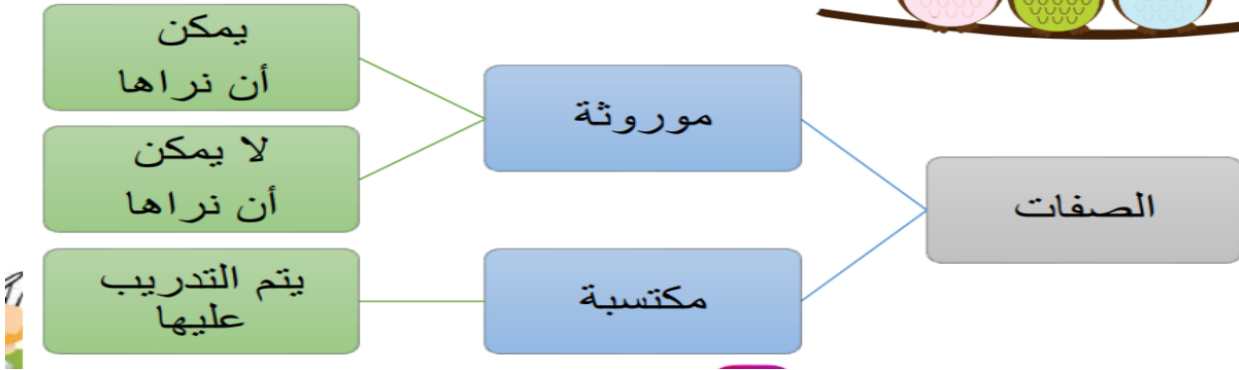 الصفات
موروثة
يمكن
أن نراها
لا يمكن
أن نراها
مكتسبة
يتم التدريب
عليها